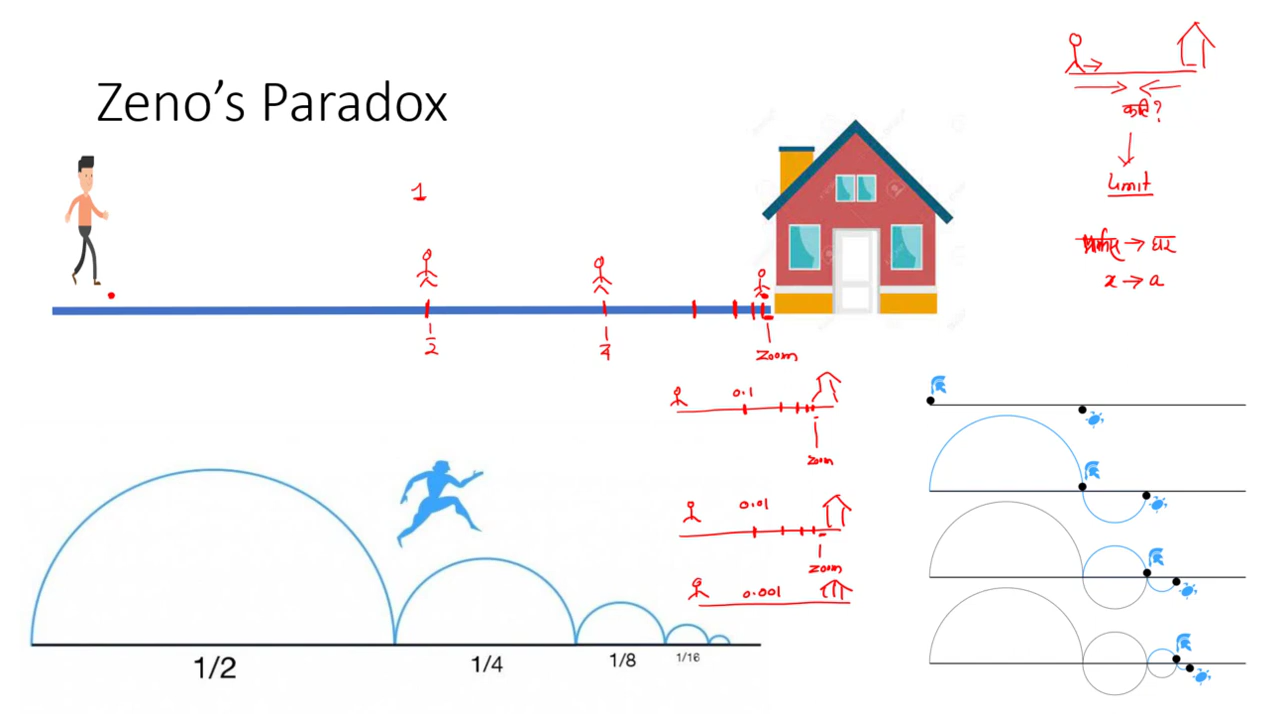 Zeno's Paradox
1
1/2
1/4
Zoom
→
?
Limit
→ घर
x → a
0.1
Zoom
0.01
Zoom
0.001
1/2
1/4
1/8
1/16